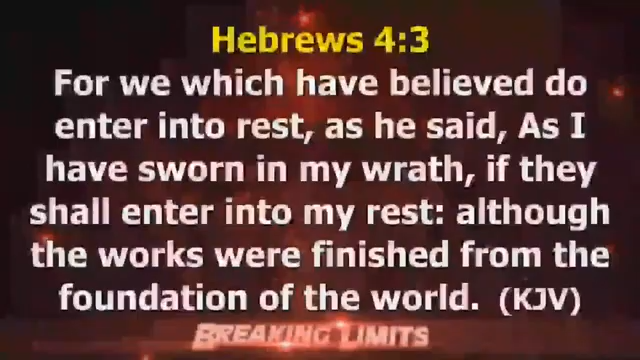 Hebrews 4:3
For we which have believed do
enter into rest, as he said, As I
have sworn in my wrath, if they
shall enter into my rest: although
the works were finished from the
foundation of the world. (KJV)
BREAKING LIMITS